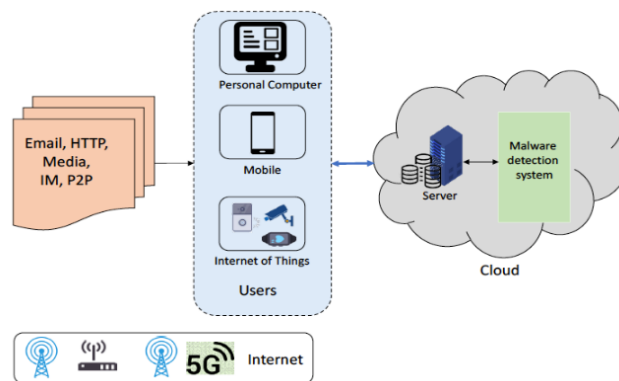 Email, HTTP,
Media,
IM, P2P
Personal Computer
Mobile
Internet of Things
Users
Server
Malware
detection
system
Cloud
5G
Internet